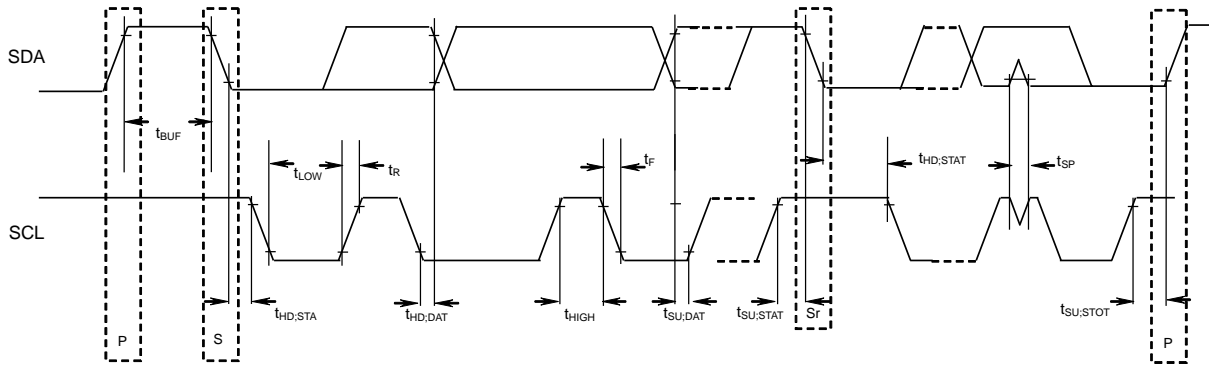 SDA
tBUF
tLOW
tR
tF
tHD;STAT
tSP
SCL
tHD;STA
tHD;DAT
tHIGH
tSU;DAT
tSU;STAT
Sr
tSU;STOT
P
S
P